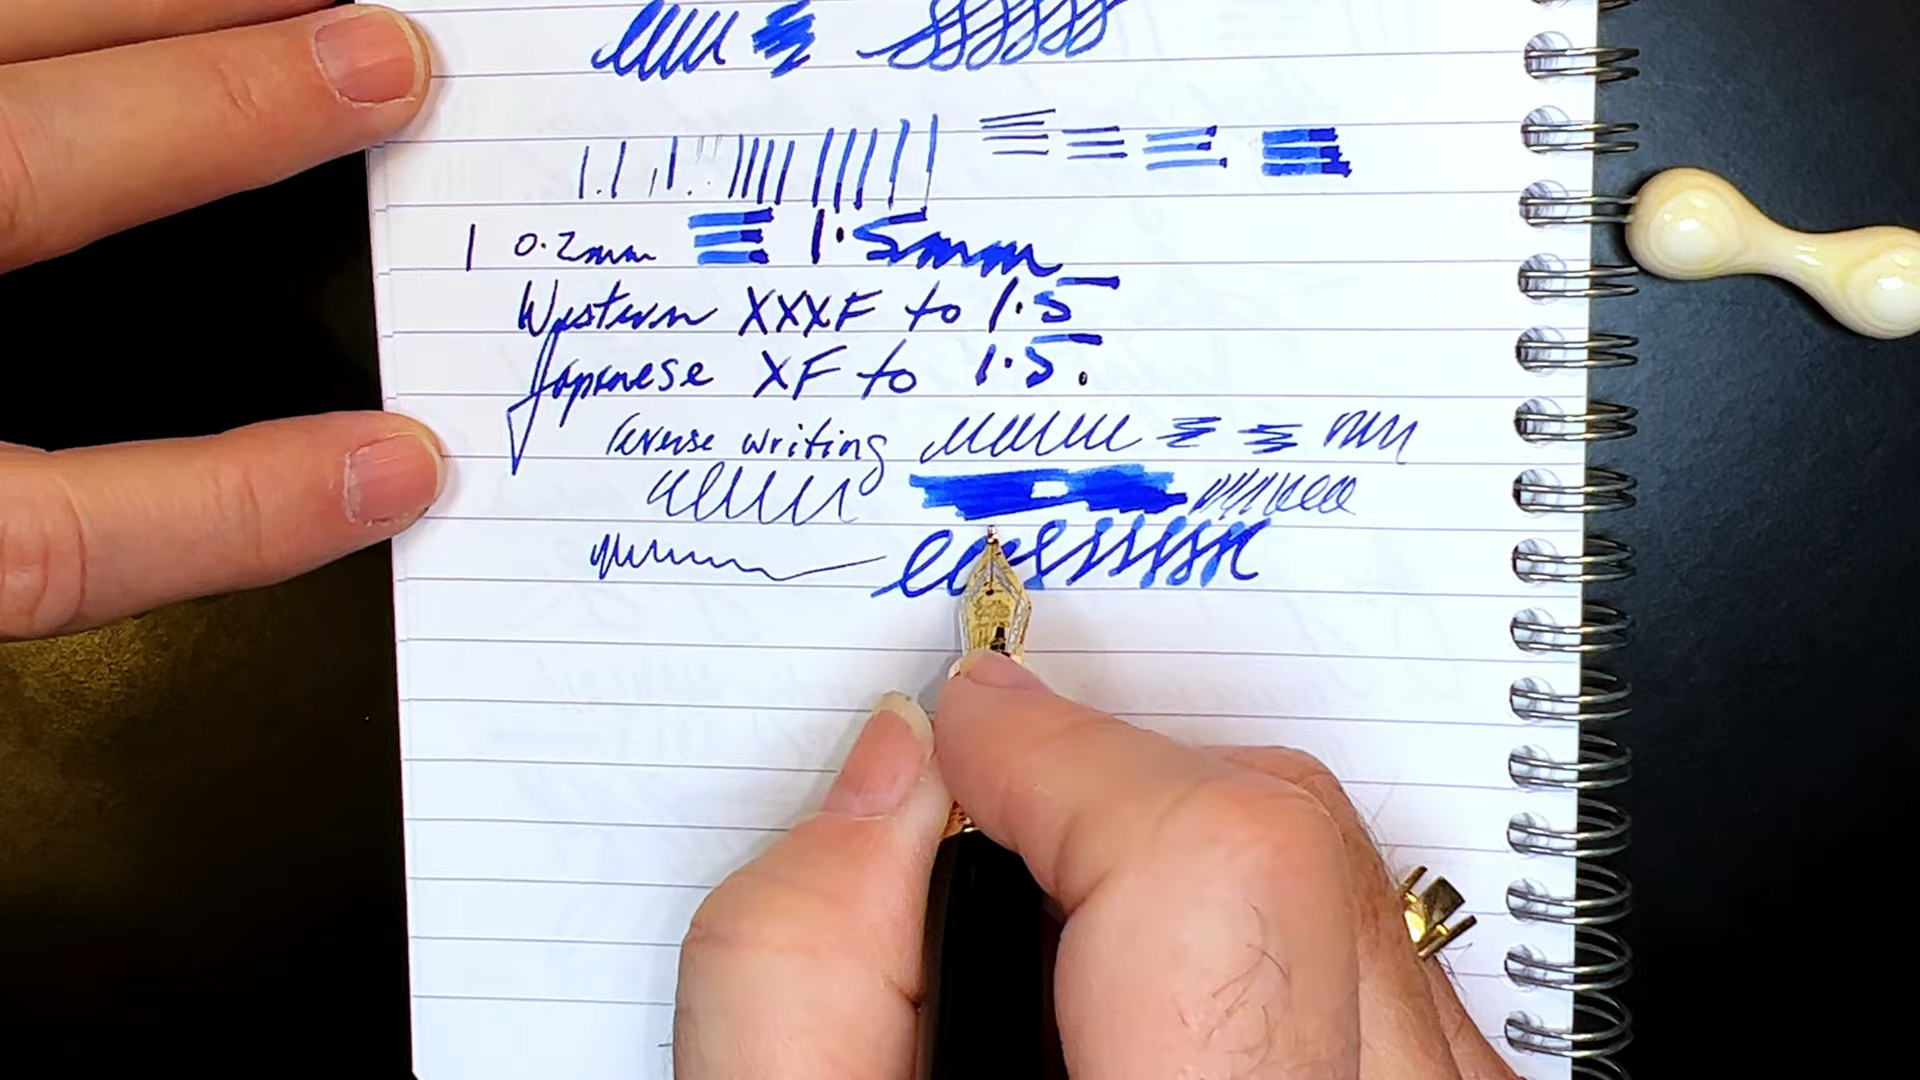 0.2mm 1.5mm
Western XXXF to 1.5
Japanese XF to 1.5.
reverse writing